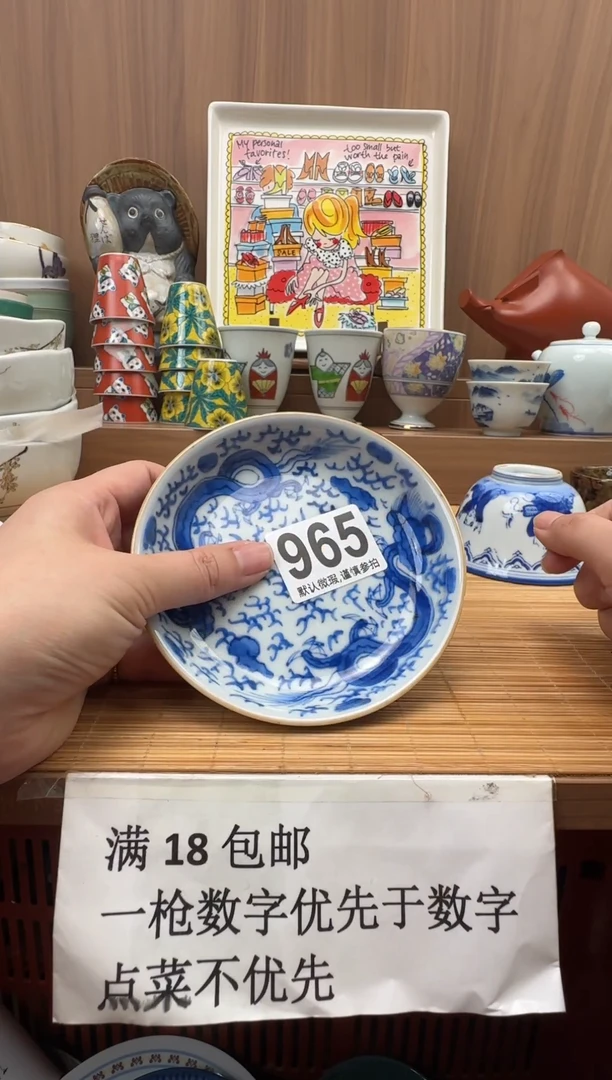 My personal
favorites!
too small but
worth the pain
SALE
965
默认微瑕,谨慎参拍
满 18 包邮
一枪数字优先于数字
点菜不优先